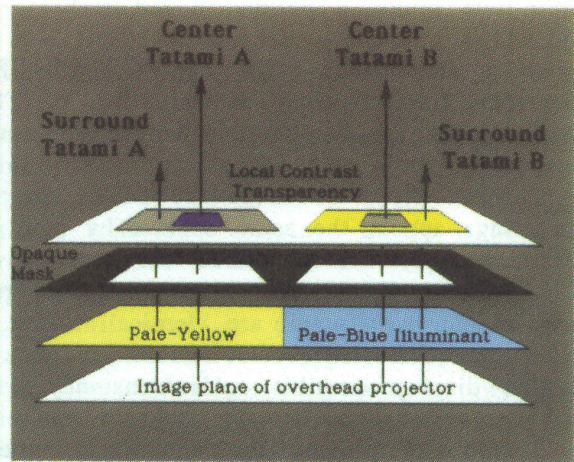 Center
Tatami A
Center
Tatami B
Surround
Tatami A
Surround
Tatami B
Local Contrast
Transparency
Opaque
Mask
Pale-Yellow
Pale-Blue Illuminant
Image plane of overhead projector